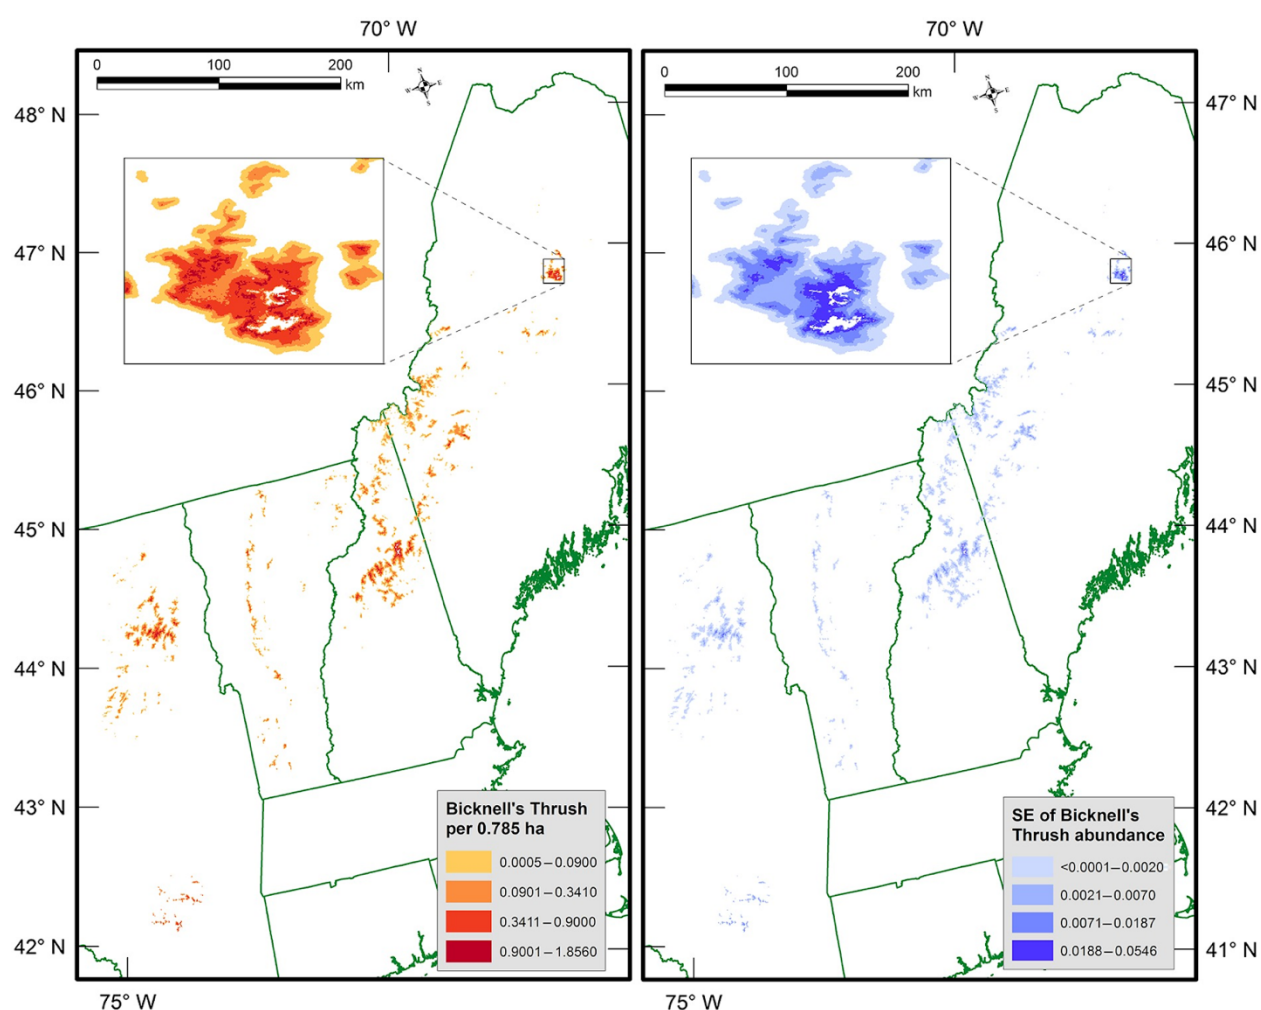 70° W
70° W
0 100 200
km
N
E
W
S
0 100 200
km
N
E
W
S
48° N
47° N
46° N
45° N
44° N
43° N
42° N
47° N
46° N
45° N
44° N
43° N
42° N
41° N
Bicknell's Thrush
per 0.785 ha
0.0005–0.0900
0.0901–0.3410
0.3411–0.9000
0.9001–1.8560
SE of Bicknell's
Thrush abundance
<0.0001–0.0020
0.0021–0.0070
0.0071–0.0187
0.0188–0.0546
75° W
75° W